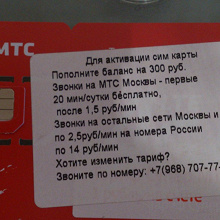 МТС
Для активации сим карты
Пополните баланс на 300 руб.
Звонки на МТС Москвы - первые
20 мин/сутки бесплатно,
после 1,5 руб/мин
Звонки на остальные сети Москвы и
по 2,5руб/мин на номера России
по 14 руб/мин
Хотите изменить тариф?
Звоните по номеру: +7(968) 707-77-